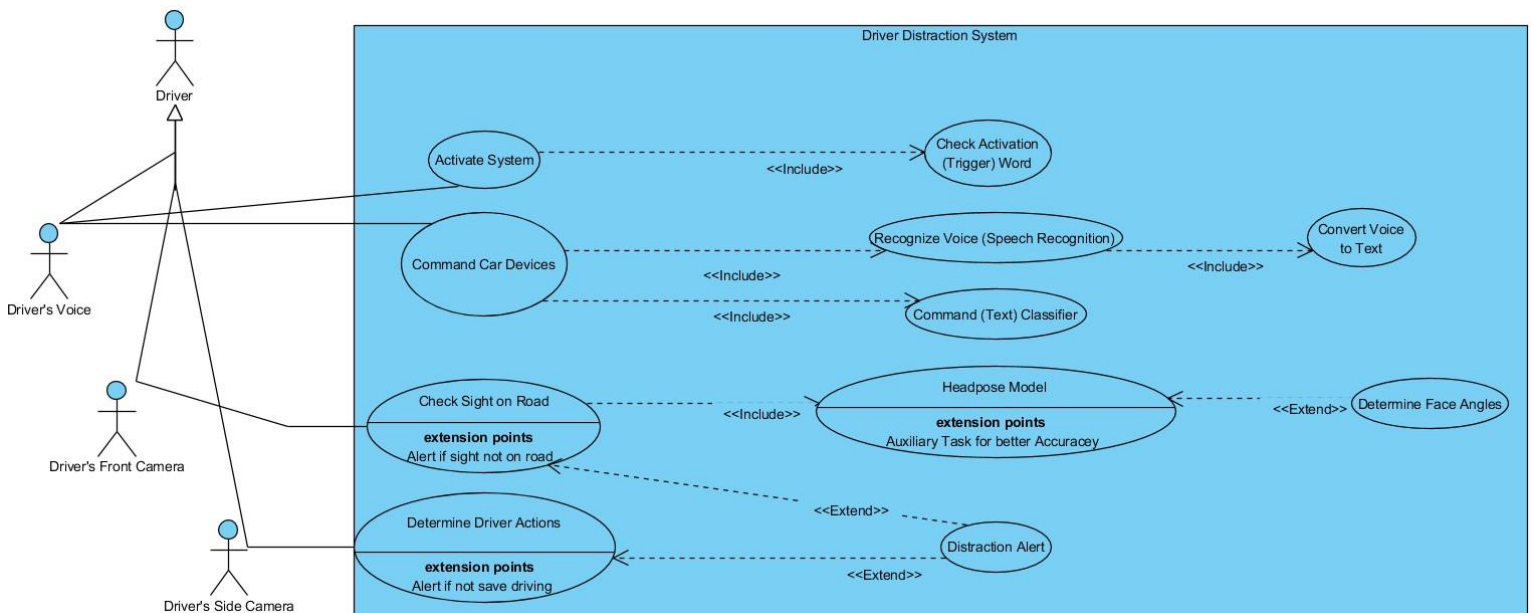 Driver Distraction System
Driver
Activate System
<<Include>>
Check Activation
(Trigger) Word
Driver's Voice
Command Car Devices
<<Include>>
Recognize Voice (Speech Recognition)
<<Include>>
Convert Voice
to Text
<<Include>>
Command (Text) Classifier
Driver's Front Camera
Check Sight on Road
extension points
Alert if sight not on road
<<Include>>
Headpose Model
extension points
Auxiliary Task for better Accuracey
<<Extend>>
Determine Face Angles
Driver's Side Camera
Determine Driver Actions
extension points
Alert if not save driving
<<Extend>>
<<Extend>>
Distraction Alert